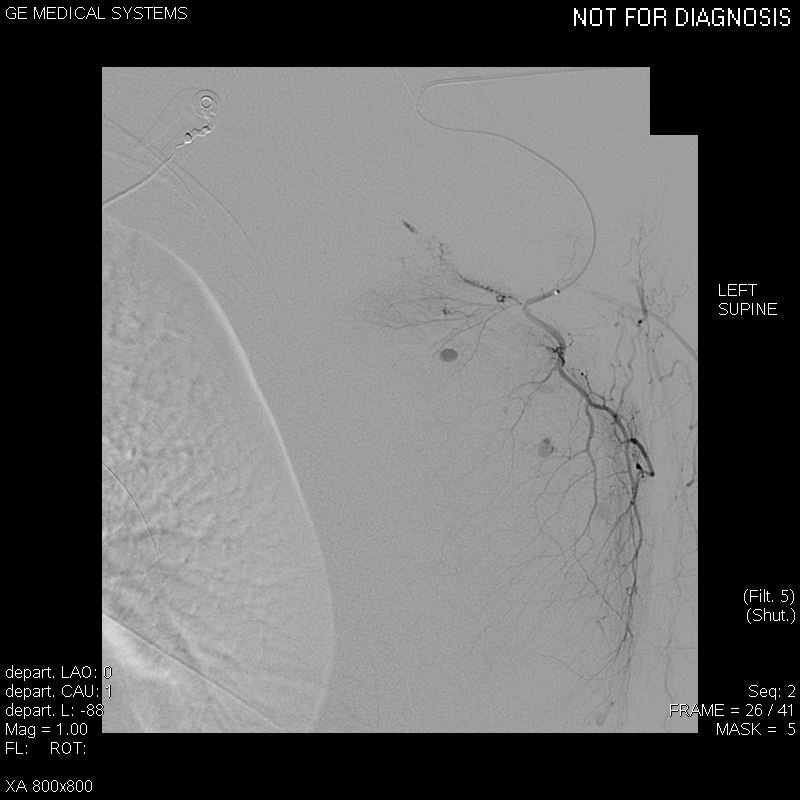 GE MEDICAL SYSTEMS
NOT FOR DIAGNOSIS
LEFT
SUPINE
(Filt. 5)
(Shut.)
depart. LAO: 0
depart. CAU: 1
depart. L: -88
Mag = 1.00
FL: ROT:
Seq: 2
FRAME = 26 / 41
MASK = 5
XA 800x800